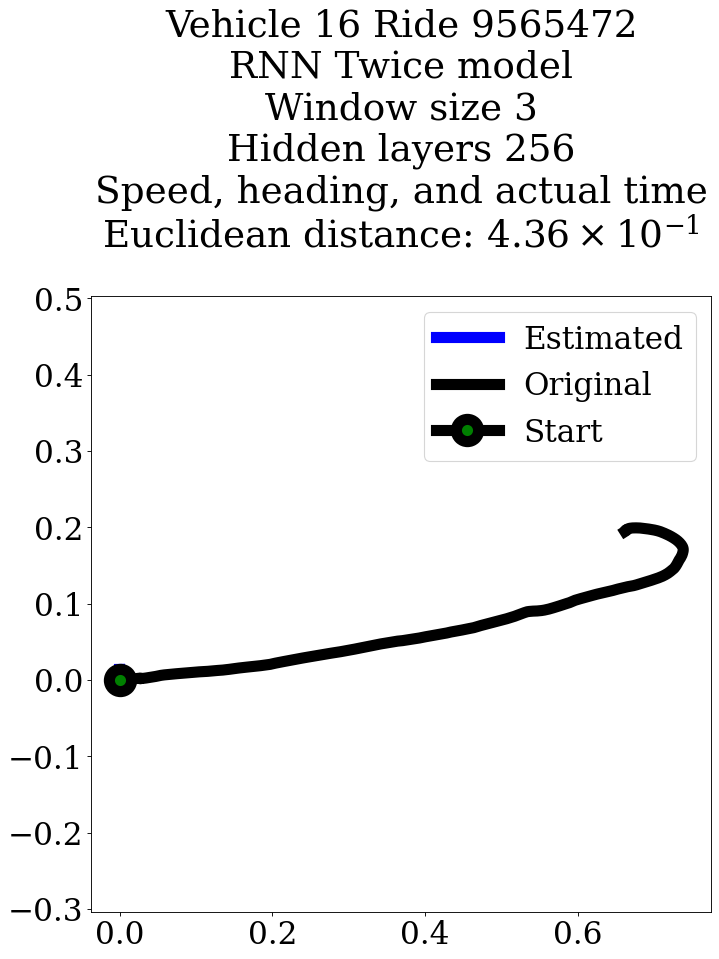 Vehicle 16 Ride 9565472
RNN Twice model
Window size 3
Hidden layers 256
Speed, heading, and actual time
Euclidean distance: 4.36 × 10⁻¹
0.5
0.4
0.3
0.2
0.1
0.0
−0.1
−0.2
−0.3
Estimated
Original
Start
0.0 0.2 0.4 0.6